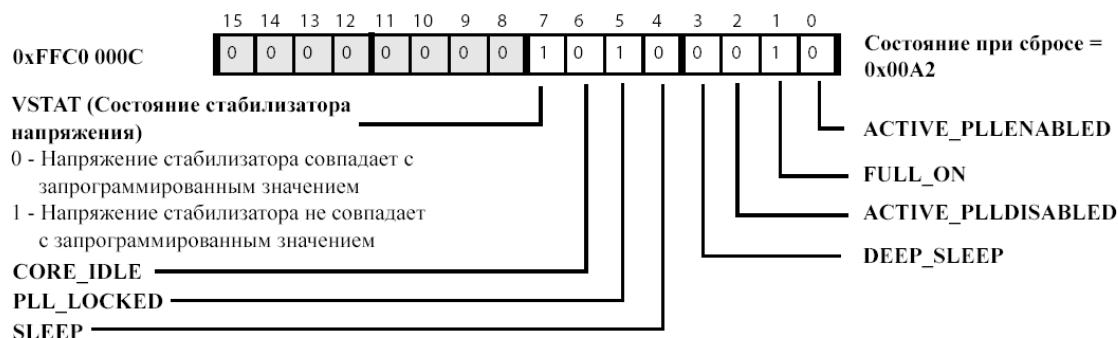 15 14 13 12 11 10 9 8 7 6 5 4 3 2 1 0
0xFFC0 000C
0 0 0 0 0 0 0 0 1 0 1 0 0 0 1 0
Состояние при сбросе =
0x00A2
VSTAT (Состояние стабилизатора
напряжения)
0 - Напряжение стабилизатора совпадает с
запрограммированным значением
1 - Напряжение стабилизатора не совпадает
с запрограммированным значением
CORE_IDLE
PLL_LOCKED
SLEEP
ACTIVE_PLLENABLED
FULL_ON
ACTIVE_PLLDISABLED
DEEP_SLEEP